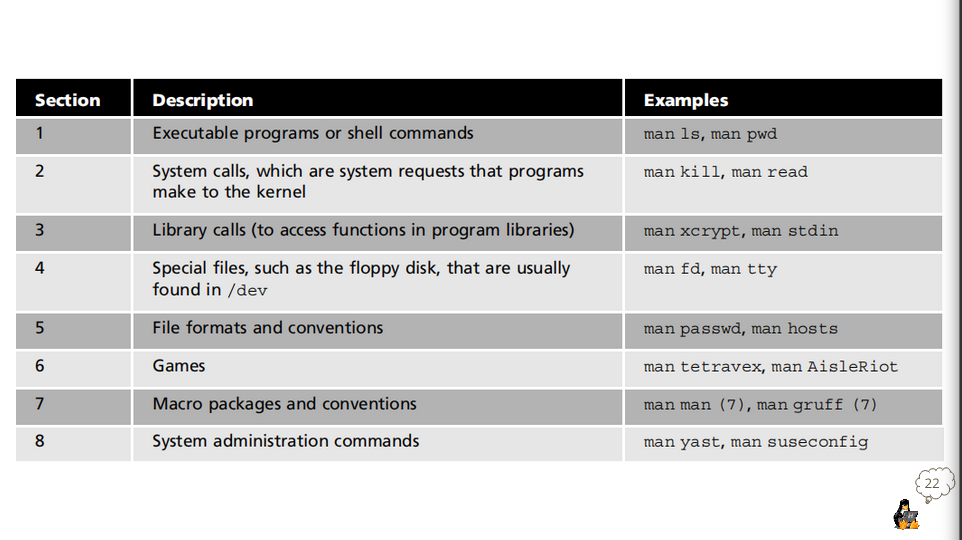 Section Description Examples
1 Executable programs or shell commands man ls, man pwd
2 System calls, which are system requests that programs man kill, man read
make to the kernel
3 Library calls (to access functions in program libraries) man xcrypt, man stdin
4 Special files, such as the floppy disk, that are usually man fd, man tty
found in /dev
5 File formats and conventions man passwd, man hosts
6 Games man tetravex, man AisleRiot
7 Macro packages and conventions man man (7), man gruff (7)
8 System administration commands man yast, man suseconfig
22